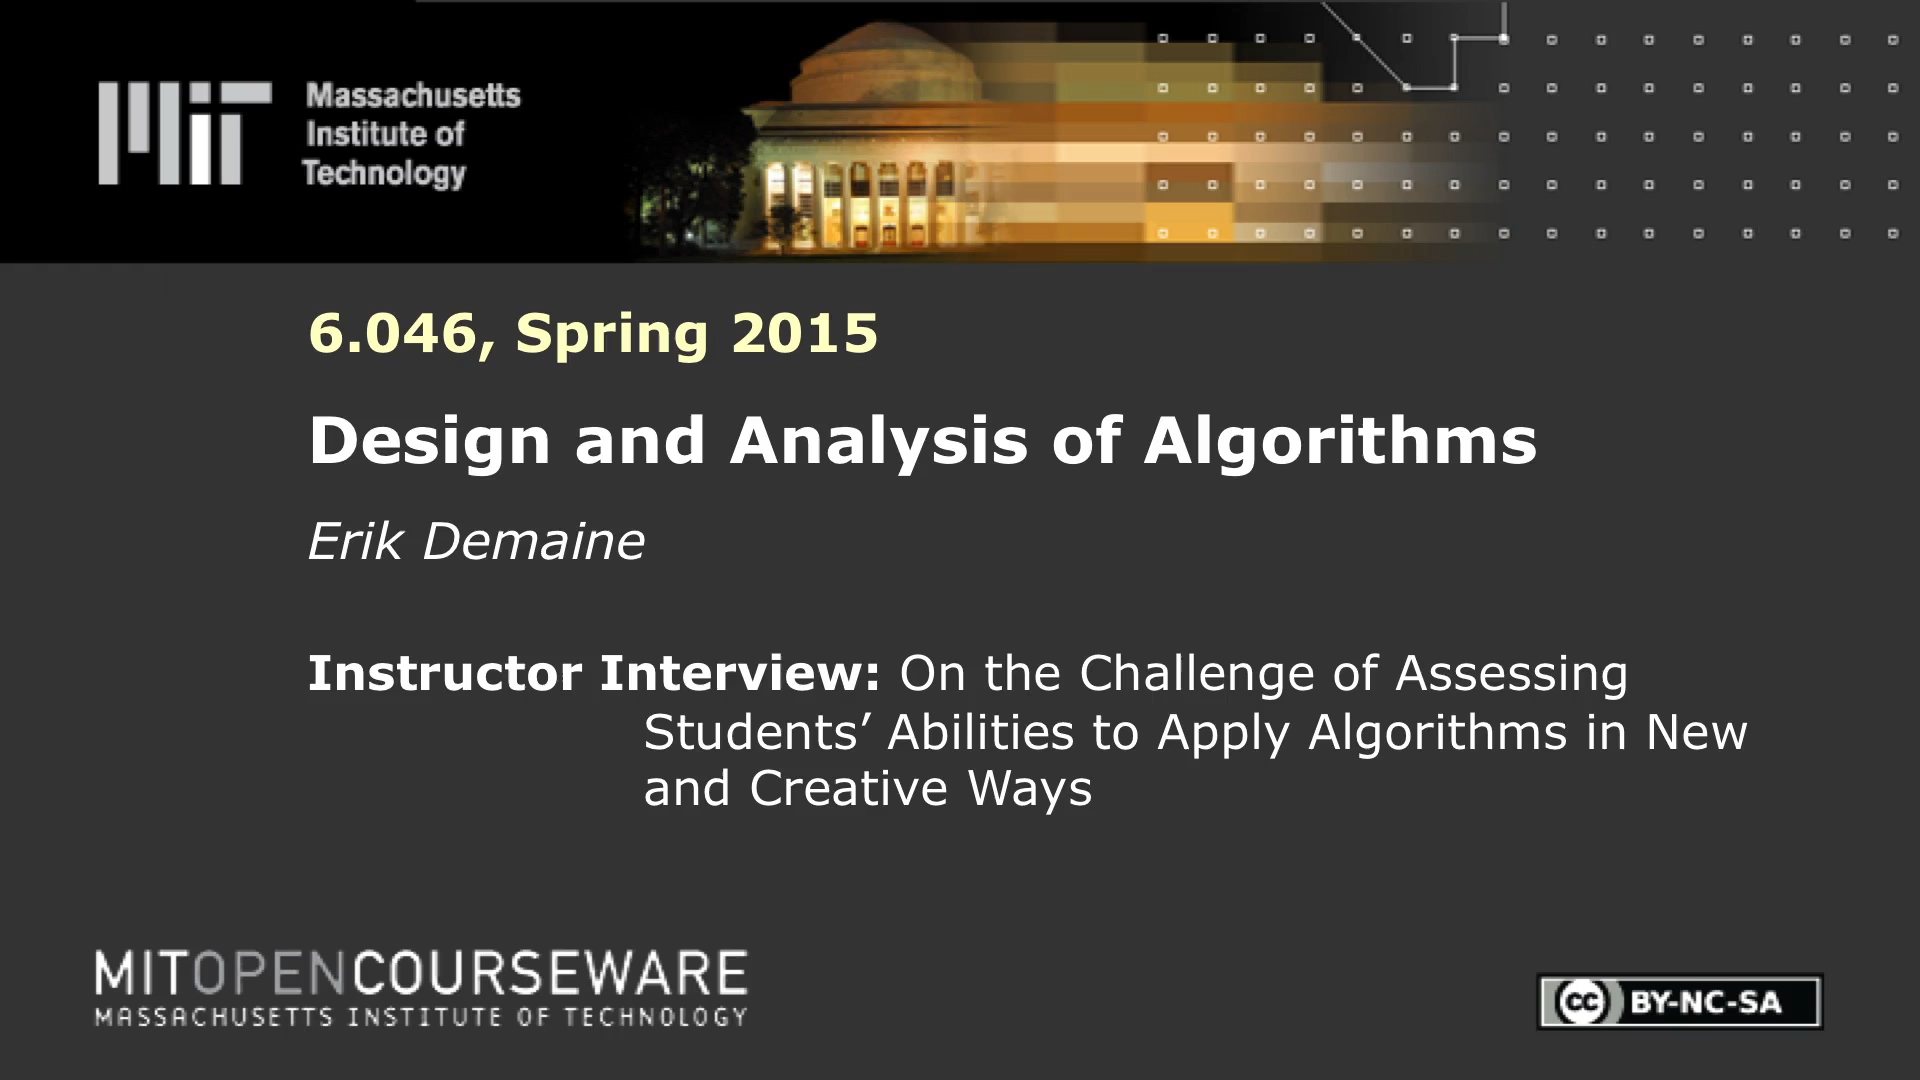 MIT
Massachusetts
Institute of
Technology
6.046, Spring 2015
Design and Analysis of Algorithms
Erik Demaine
Instructor Interview: On the Challenge of Assessing
Students’ Abilities to Apply Algorithms in New
and Creative Ways
MITOPENCOURSEWARE
MASSACHUSETTS INSTITUTE OF TECHNOLOGY
cc BY-NC-SA